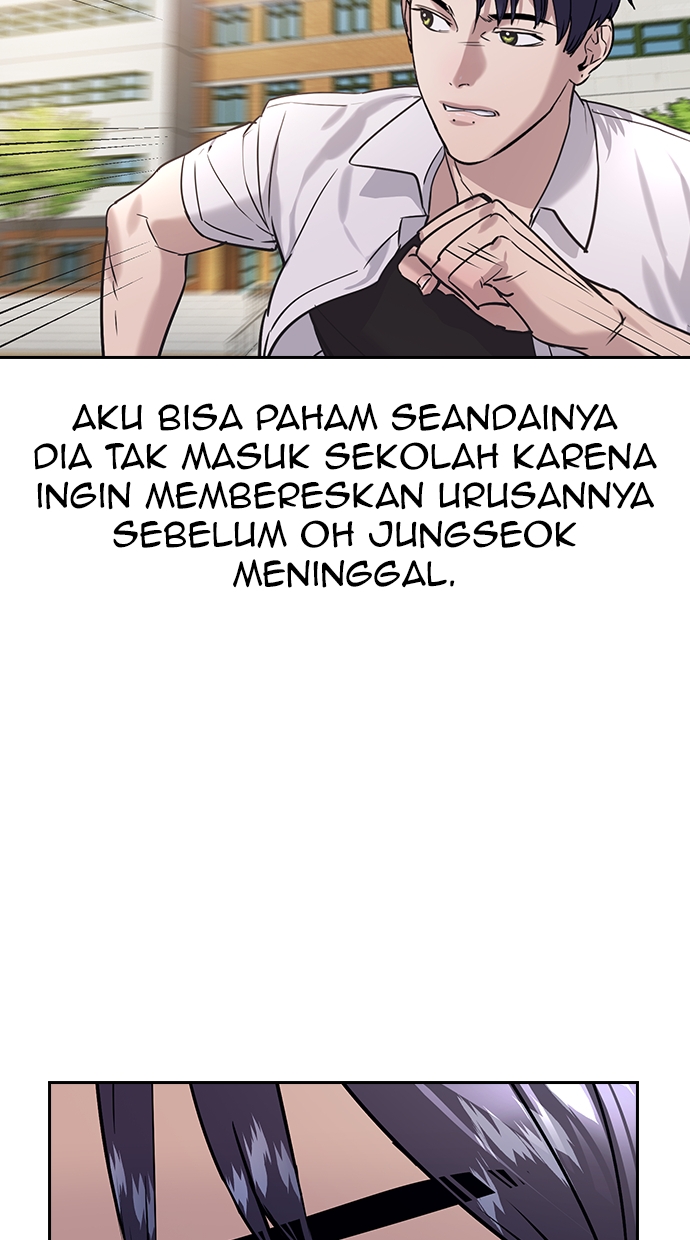 AKU BISA PAHAM SEANDAINYA
DIA TAK MASUK SEKOLAH KARENA
INGIN MEMBERESKAN URUSANNYA
SEBELUM OH JUNGSEOK
MENINGGAL.